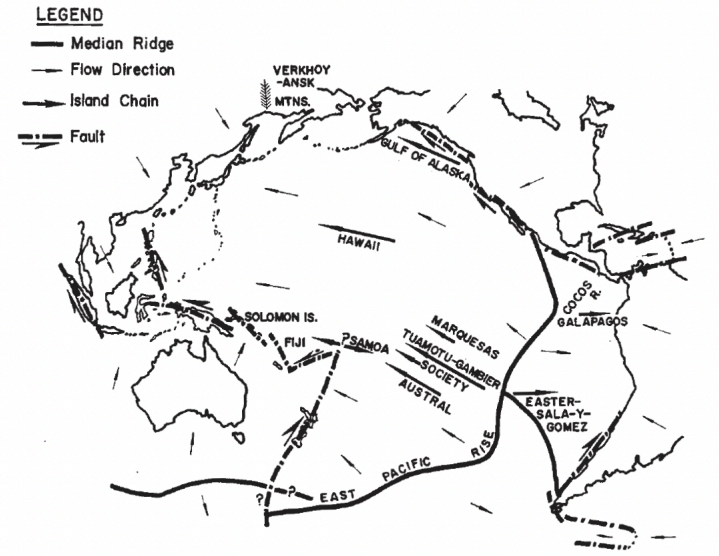 LEGEND
Median Ridge
Flow Direction
Island Chain
Fault
VERKHOY
-ANSK
MTNS.
GULF OF ALASKA
HAWAII
COCOS
R.
GALAPAGOS
SOLOMON IS.
FIJI
?
SAMOA
MARQUESAS
TUAMOTU-GAMBIER
SOCIETY
AUSTRAL
EASTER-
SALA-Y-
GOMEZ
EAST PACIFIC RISE
?
?